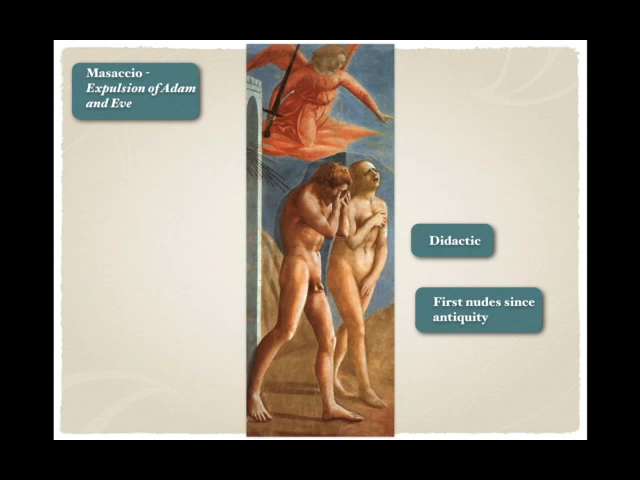 Masaccio -
Expulsion of Adam
and Eve
Didactic
First nudes since
antiquity